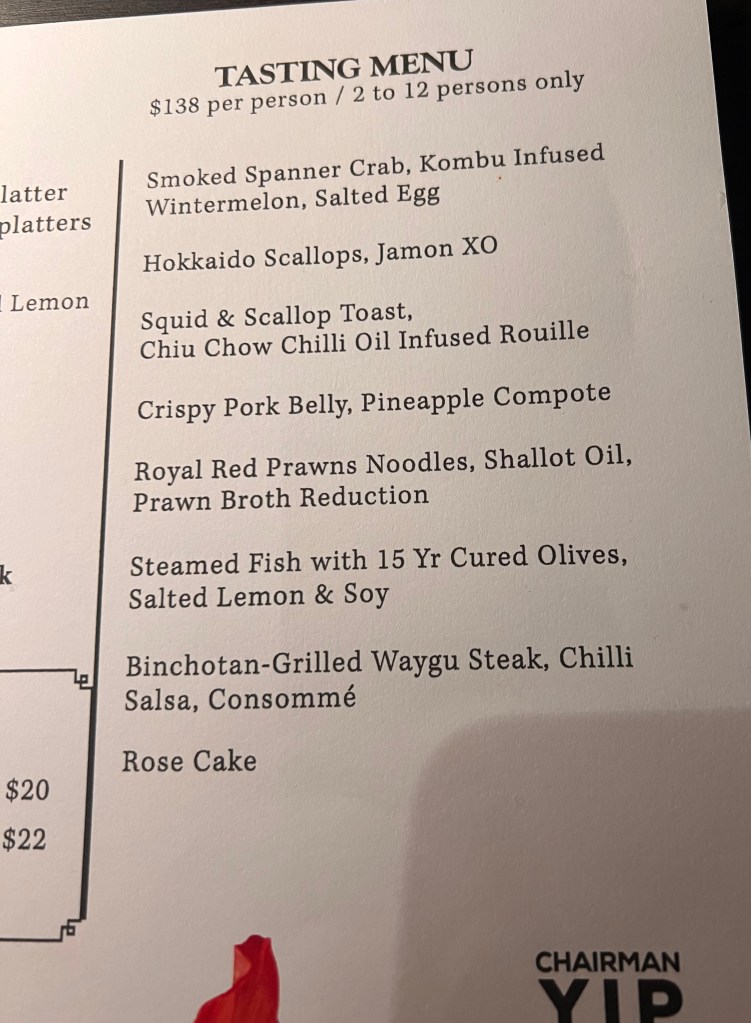 TASTING MENU
$138 per person / 2 to 12 persons only
latter
platters
Lemon
k
$20
$22
Smoked Spanner Crab, Kombu Infused
Wintermelon, Salted Egg
Hokkaido Scallops, Jamon XO
Squid & Scallop Toast,
Chiu Chow Chilli Oil Infused Rouille
Crispy Pork Belly, Pineapple Compote
Royal Red Prawns Noodles, Shallot Oil,
Prawn Broth Reduction
Steamed Fish with 15 Yr Cured Olives,
Salted Lemon & Soy
Binchotan-Grilled Waygu Steak, Chilli
Salsa, Consommé
Rose Cake
CHAIRMAN
YIP